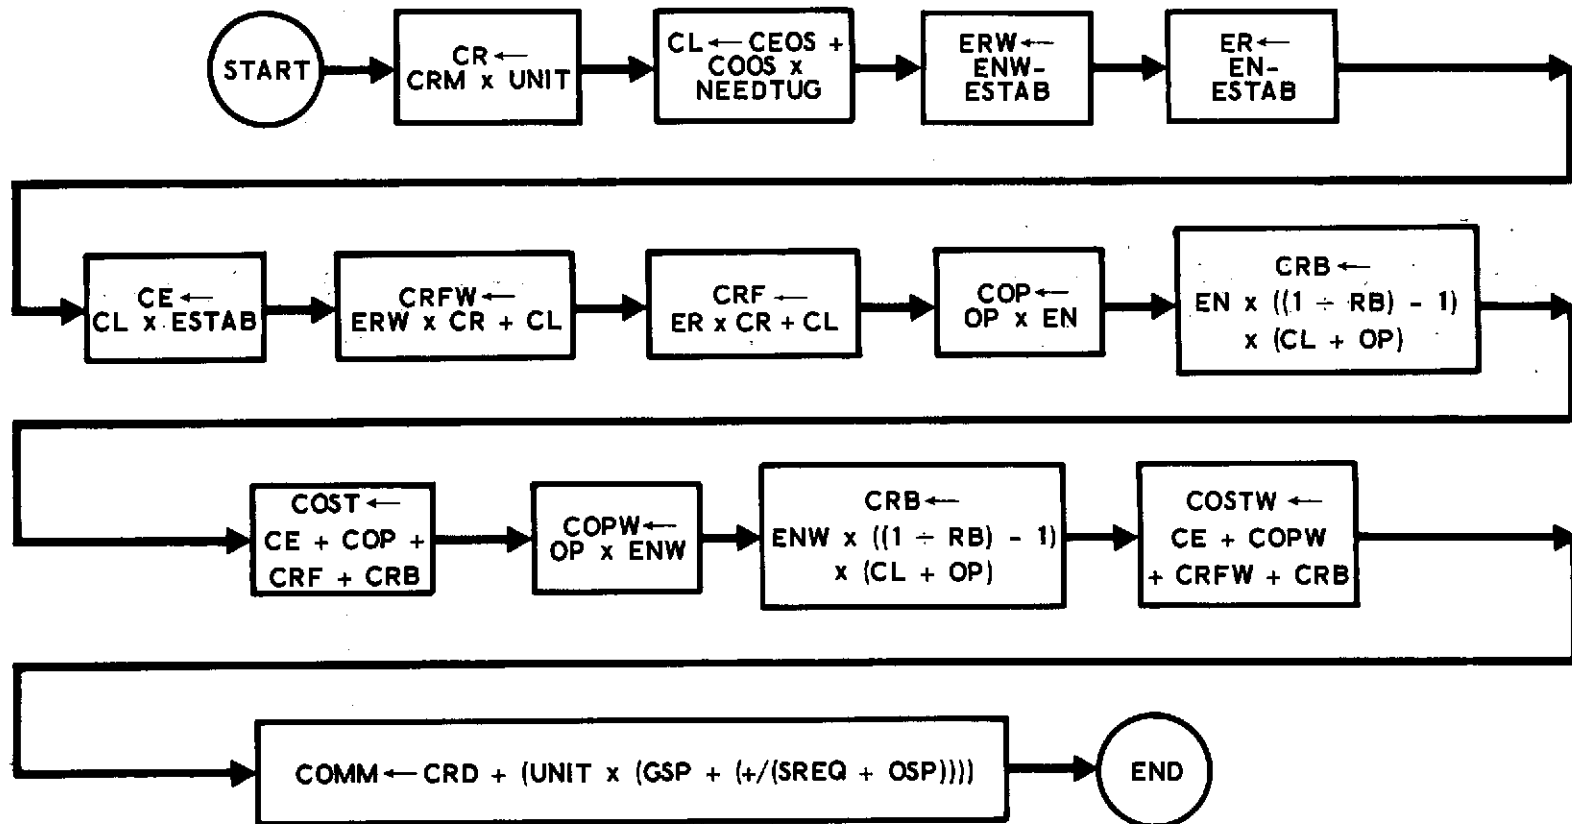 START
CR ←
CRM x UNIT
CL ← CEOS +
COOS x
NEEDTUG
ERW ←
ENW-
ESTAB
ER ←
EN-
ESTAB
CE ←
CL x ESTAB
CRFW ←
ERW x CR + CL
CRF ←
ER x CR + CL
COP ←
OP x EN
CRB ←
EN x ((1 ÷ RB) - 1)
x (CL + OP)
COST ←
CE + COP +
CRF + CRB
COPW ←
OP x ENW
CRB ←
ENW x ((1 ÷ RB) - 1)
x (CL + OP)
COSTW ←
CE + COPW
+ CRFW + CRB
COMM ← CRD + (UNIT x (GSP + (+/(SREQ + OSP))))
END